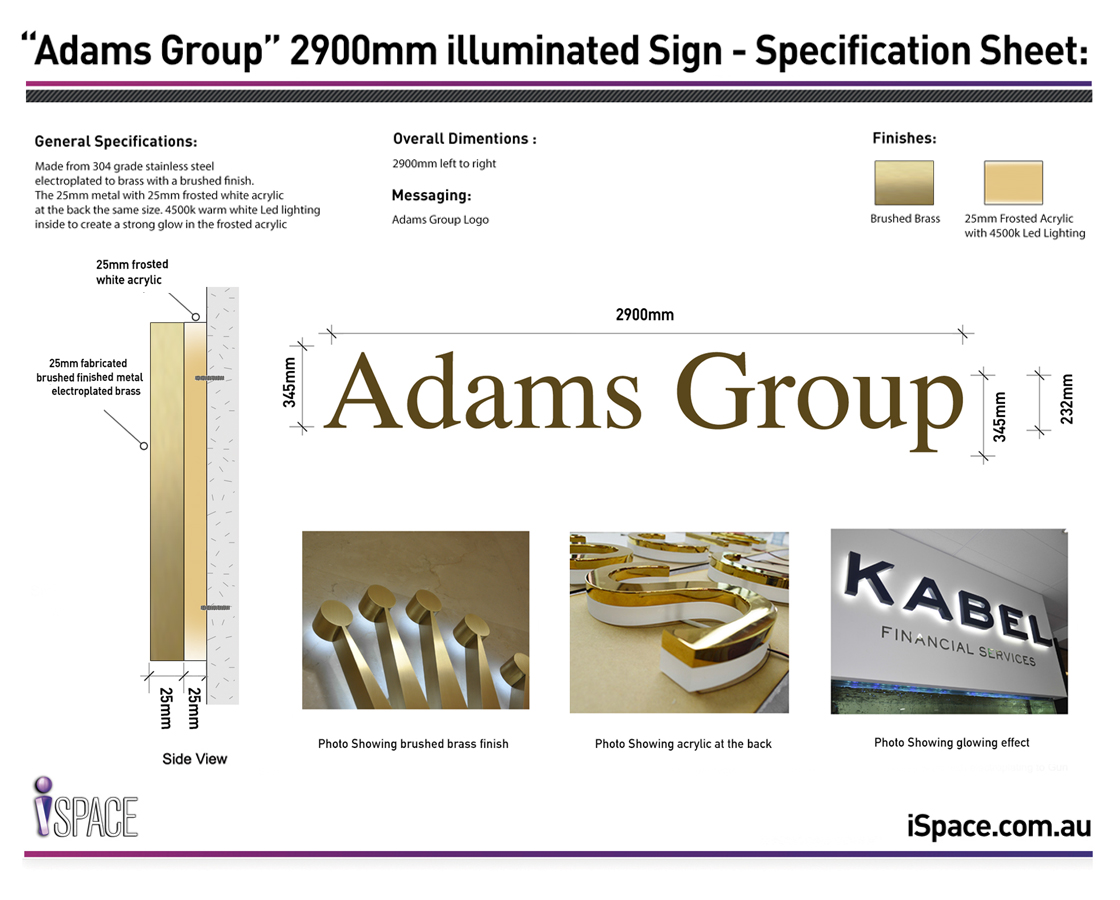 “Adams Group” 2900mm illuminated Sign - Specification Sheet:
General Specifications:
Made from 304 grade stainless steel
electroplated to brass with a brushed finish.
The 25mm metal with 25mm frosted white acrylic
at the back the same size. 4500k warm white Led lighting
inside to create a strong glow in the frosted acrylic
Overall Dimentions :
2900mm left to right
Messaging:
Adams Group Logo
Finishes:
Brushed Brass
25mm Frosted Acrylic
with 4500k Led Lighting
25mm frosted
white acrylic
25mm fabricated
brushed finished metal
electroplated brass
25mm
25mm
Side View
2900mm
345mm
Adams Group
345mm
232mm
KABEL
FINANCIAL SERVICES
Photo Showing brushed brass finish
Photo Showing acrylic at the back
Photo Showing glowing effect
iSPACE
iSpace.com.au